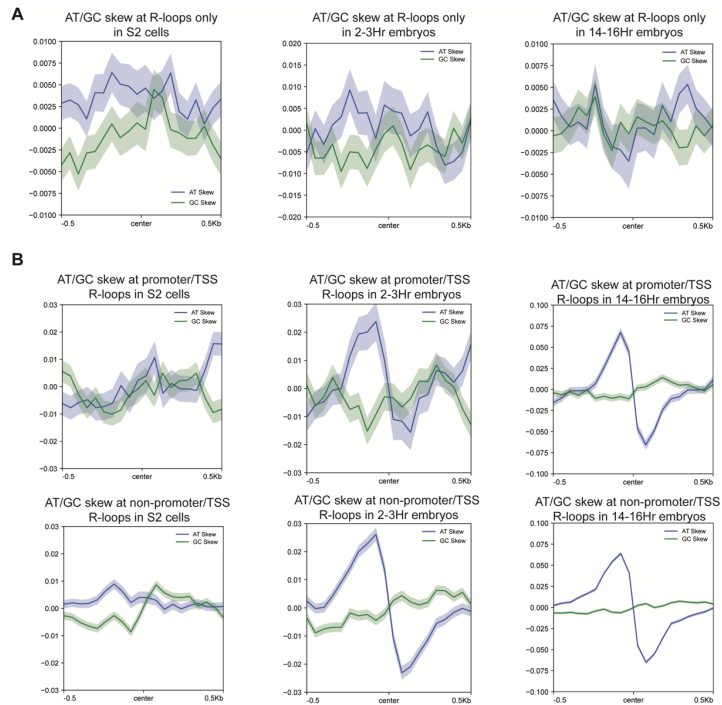 A
AT/GC skew at R-loops only
in S2 cells
0.0100
0.0075
0.0050
0.0025
0.0000
−0.0025
−0.0050
−0.0075
−0.0100
AT Skew
GC Skew
-0.5
center
0.5Kb
AT/GC skew at R-loops only
in 2-3Hr embryos
0.020
0.015
0.010
0.005
0.000
−0.005
−0.010
−0.015
−0.020
AT Skew
GC Skew
-0.5
center
0.5Kb
AT/GC skew at R-loops only
in 14-16Hr embryos
0.0100
0.0075
0.0050
0.0025
0.0000
−0.0025
−0.0050
−0.0075
0.0100
AT Skew
GC Skew
-0.5
center
0.5Kb
B
AT/GC skew at promoter/TSS
R-loops in S2 cells
0.03
0.02
0.01
0.00
−0.01
−0.02
−0.03
AT Skew
GC Skew
-0.5
center
0.5Kb
AT/GC skew at promoter/TSS
R-loops in 2-3Hr embryos
0.03
0.02
0.01
0.00
−0.01
−0.02
−0.03
AT Skew
GC Skew
-0.5
center
0.5Kb
AT/GC skew at promoter/TSS
R-loops in 14-16Hr embryos
0.100
0.075
0.050
0.025
0.000
−0.025
−0.050
−0.075
−0.100
AT Skew
GC Skew
-0.5
center
0.5Kb
AT/GC skew at non-promoter/TSS
R-loops in S2 cells
0.03
0.02
0.01
0.00
−0.01
−0.02
−0.03
AT Skew
GC Skew
-0.5
center
0.5Kb
AT/GC skew at non-promoter/TSS
R-loops in 2-3Hr embryos
0.03
0.02
0.01
0.00
−0.01
−0.02
−0.03
AT Skew
GC Skew
-0.5
center
0.5Kb
AT/GC skew at non-promoter/TSS
R-loops in 14-16Hr embryos
0.100
0.075
0.050
0.025
0.000
−0.025
−0.050
−0.075
−0.100
AT Skew
GC Skew
-0.5
center
0.5Kb